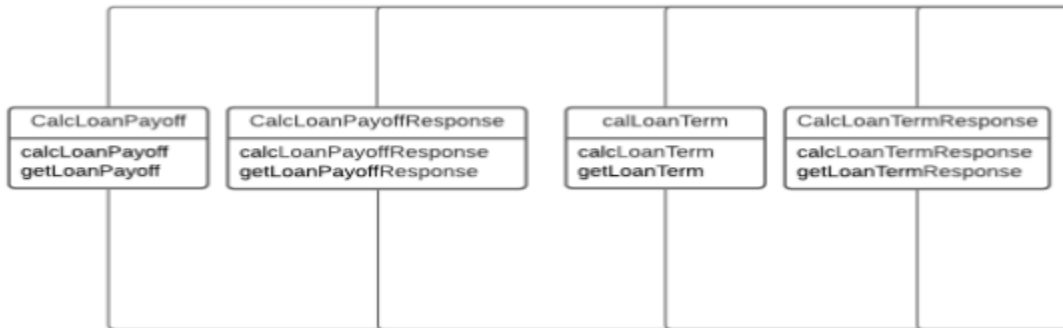 CalcLoanPayoff
calcLoanPayoff
getLoanPayoff
CalcLoanPayoffResponse
calcLoanPayoffResponse
getLoanPayoffResponse
calLoanTerm
calcLoanTerm
getLoanTerm
CalcLoanTermResponse
calcLoanTermResponse
getLoanTermResponse